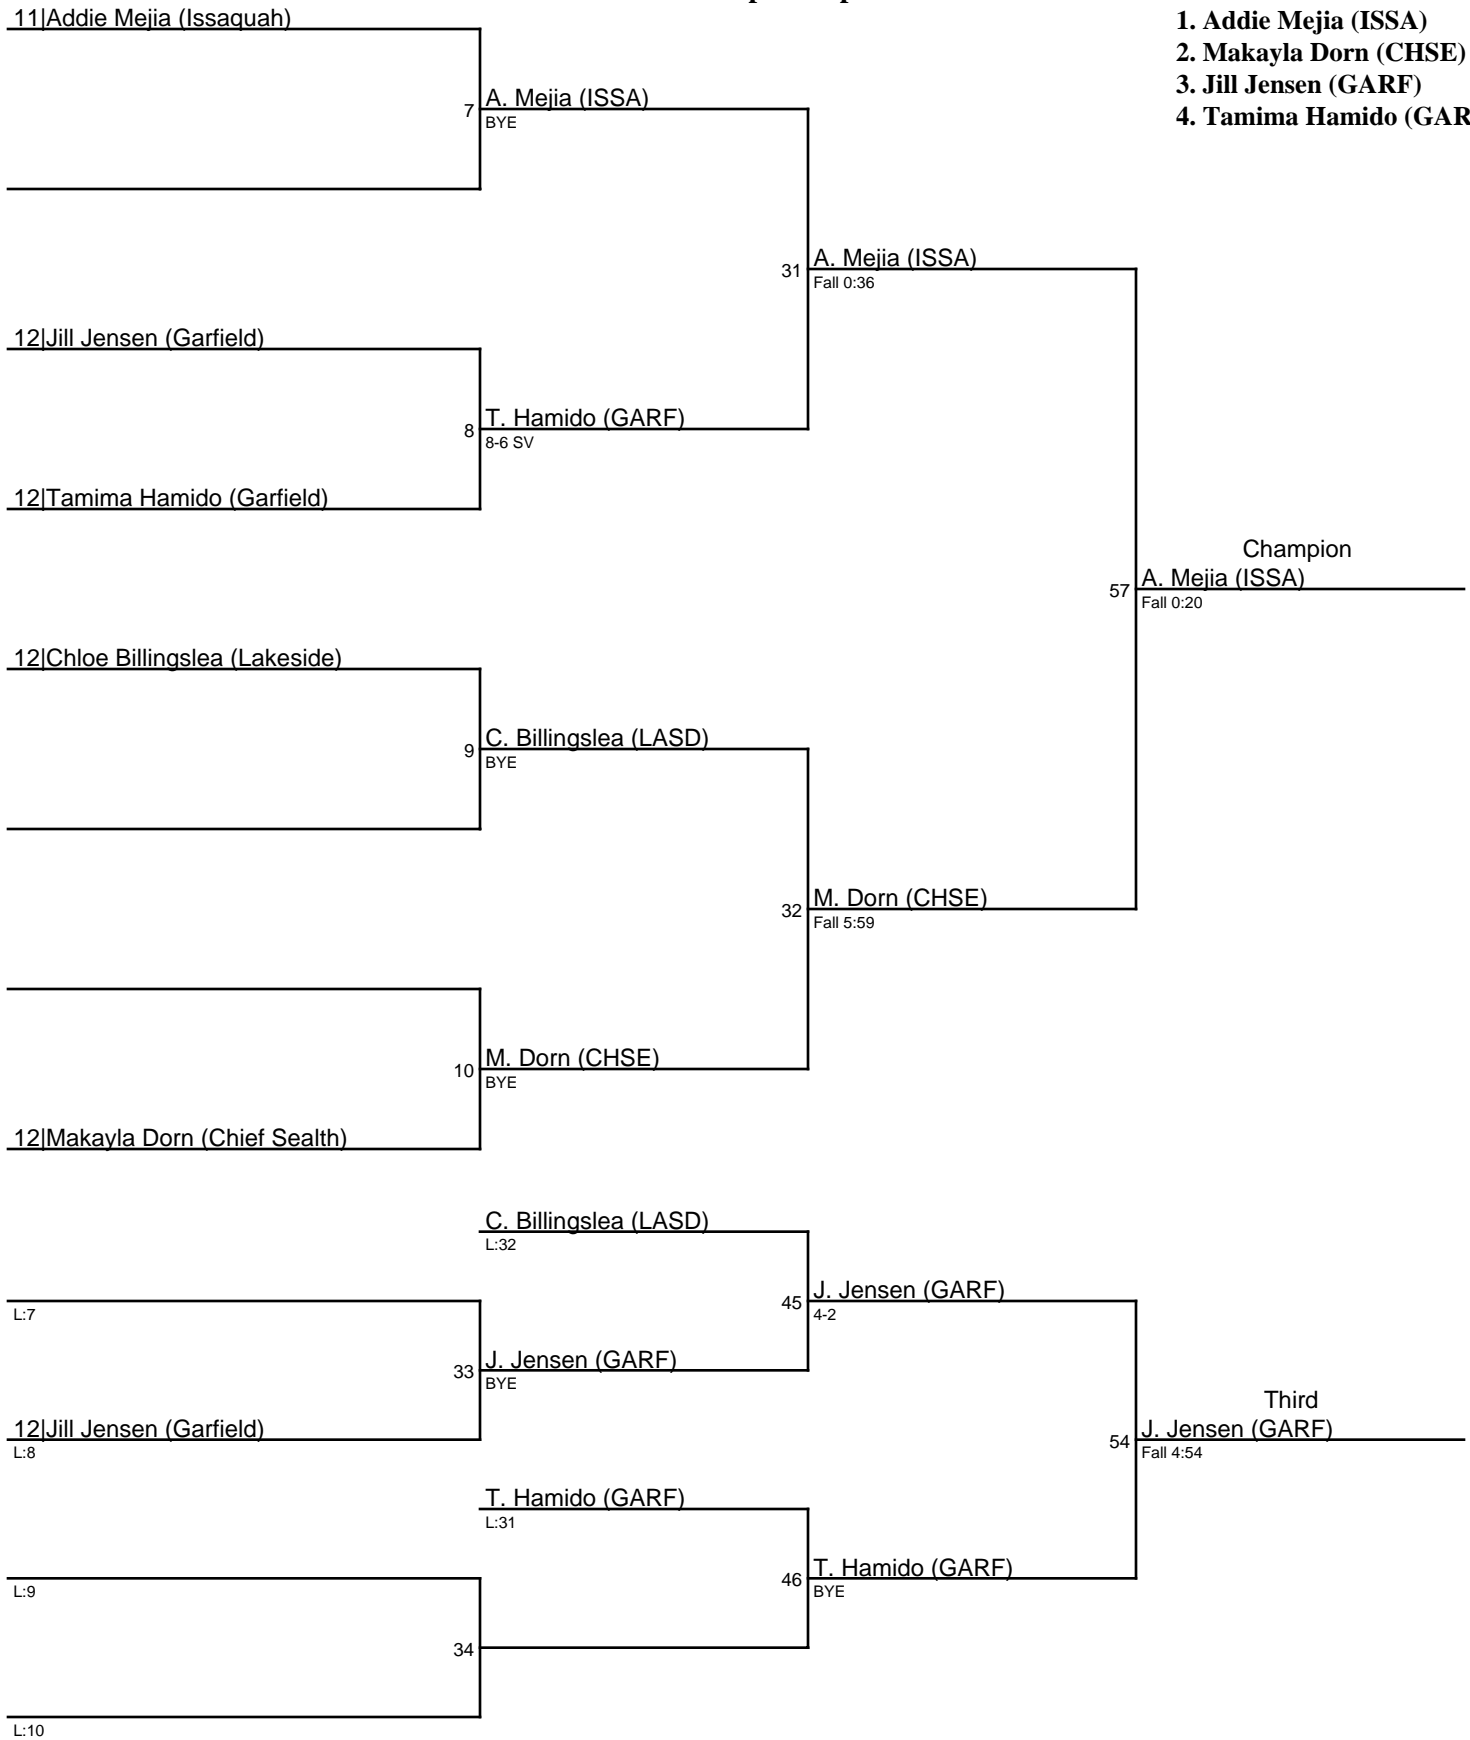 11|Addie Mejia (Issaquah)
1. Addie Mejia (ISSA)
2. Makayla Dorn (CHSE)
3. Jill Jensen (GARF)
4. Tamima Hamido (GAR
7
A. Mejia (ISSA)
BYE
31
A. Mejia (ISSA)
Fall 0:36
12|Jill Jensen (Garfield)
8
T. Hamido (GARF)
8-6 SV
12|Tamima Hamido (Garfield)
Champion
57
A. Mejia (ISSA)
Fall 0:20
12|Chloe Billingslea (Lakeside)
9
C. Billingslea (LASD)
BYE
32
M. Dorn (CHSE)
Fall 5:59
10
M. Dorn (CHSE)
BYE
12|Makayla Dorn (Chief Sealth)
C. Billingslea (LASD)
L:32
L:7
45
J. Jensen (GARF)
4-2
33
J. Jensen (GARF)
BYE
12|Jill Jensen (Garfield)
L:8
Third
54
J. Jensen (GARF)
Fall 4:54
T. Hamido (GARF)
L:31
L:9
46
T. Hamido (GARF)
BYE
34
L:10